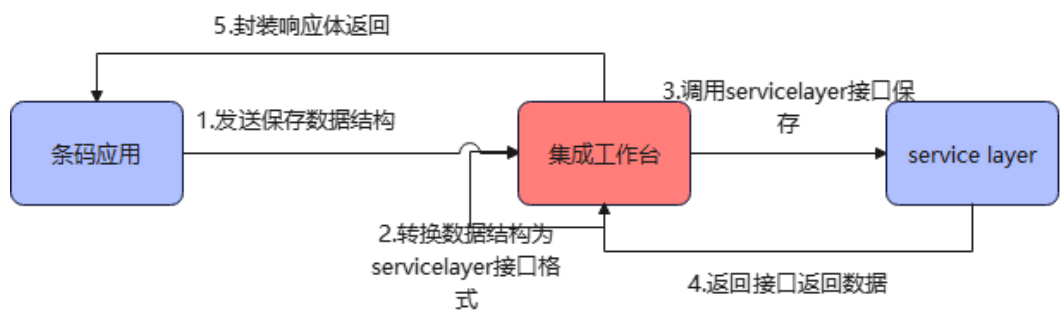 5.封装响应体返回
1.发送保存数据结构
3.调用servicelayer接口保
存
条码应用
集成工作台
service layer
2.转换数据结构为
servicelayer接口格
式
4.返回接口返回数据